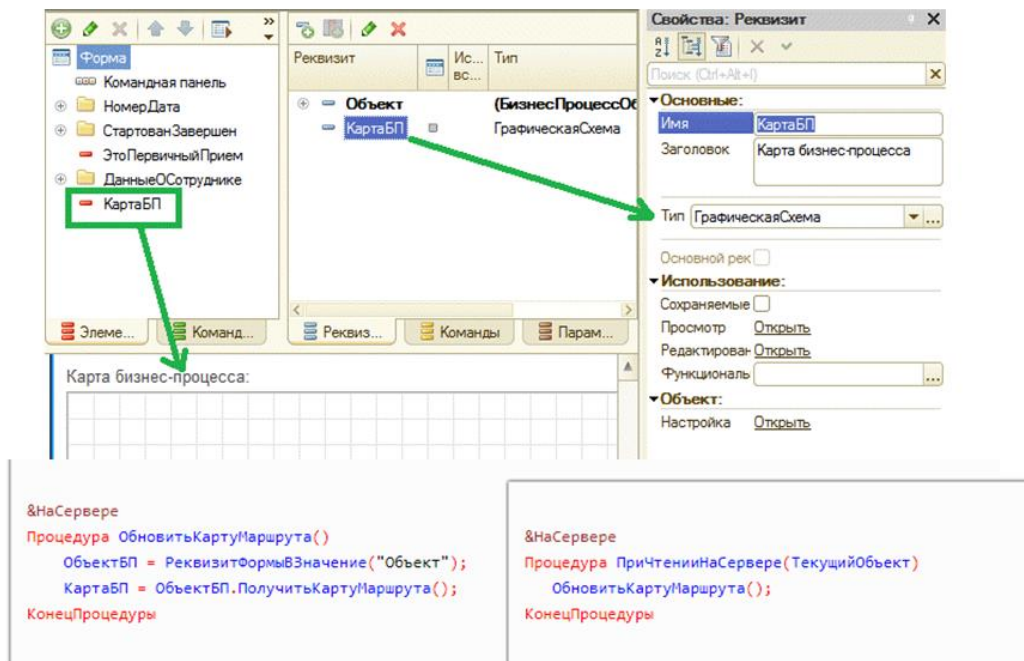 Форма
Командная панель
НомерДата
СтартованЗавершен
ЭтоПервичныйПрием
ДанныеОСотруднике
КартаБП
Элеме...
Команд...
Реквизит
Ис...
вс...
Тип
Объект
(БизнесПроцессОб
КартаБП
ГрафическаяСхема
Реквиз...
Команды
Парам...
Свойства: Реквизит
Поиск (Ctrl+Alt+I)
Основные:
Имя
КартаБП
Заголовок
Карта бизнес-процесса
Тип
ГрафическаяСхема
Основной рек
Использование:
Сохраняемые
Просмотр
Открыть
Редактирован
Открыть
Функциональ
Объект:
Настройка
Открыть
Карта бизнес-процесса:
&НаСервере
Процедура ОбновитьКартуМаршрута()
ОбъектБП = РеквизитФормыВЗначение("Объект");
КартаБП = ОбъектБП.ПолучитьКартуМаршрута();
КонецПроцедуры
&НаСервере
Процедура ПриЧтенииНаСервере(ТекущийОбъект)
ОбновитьКартуМаршрута();
КонецПроцедуры